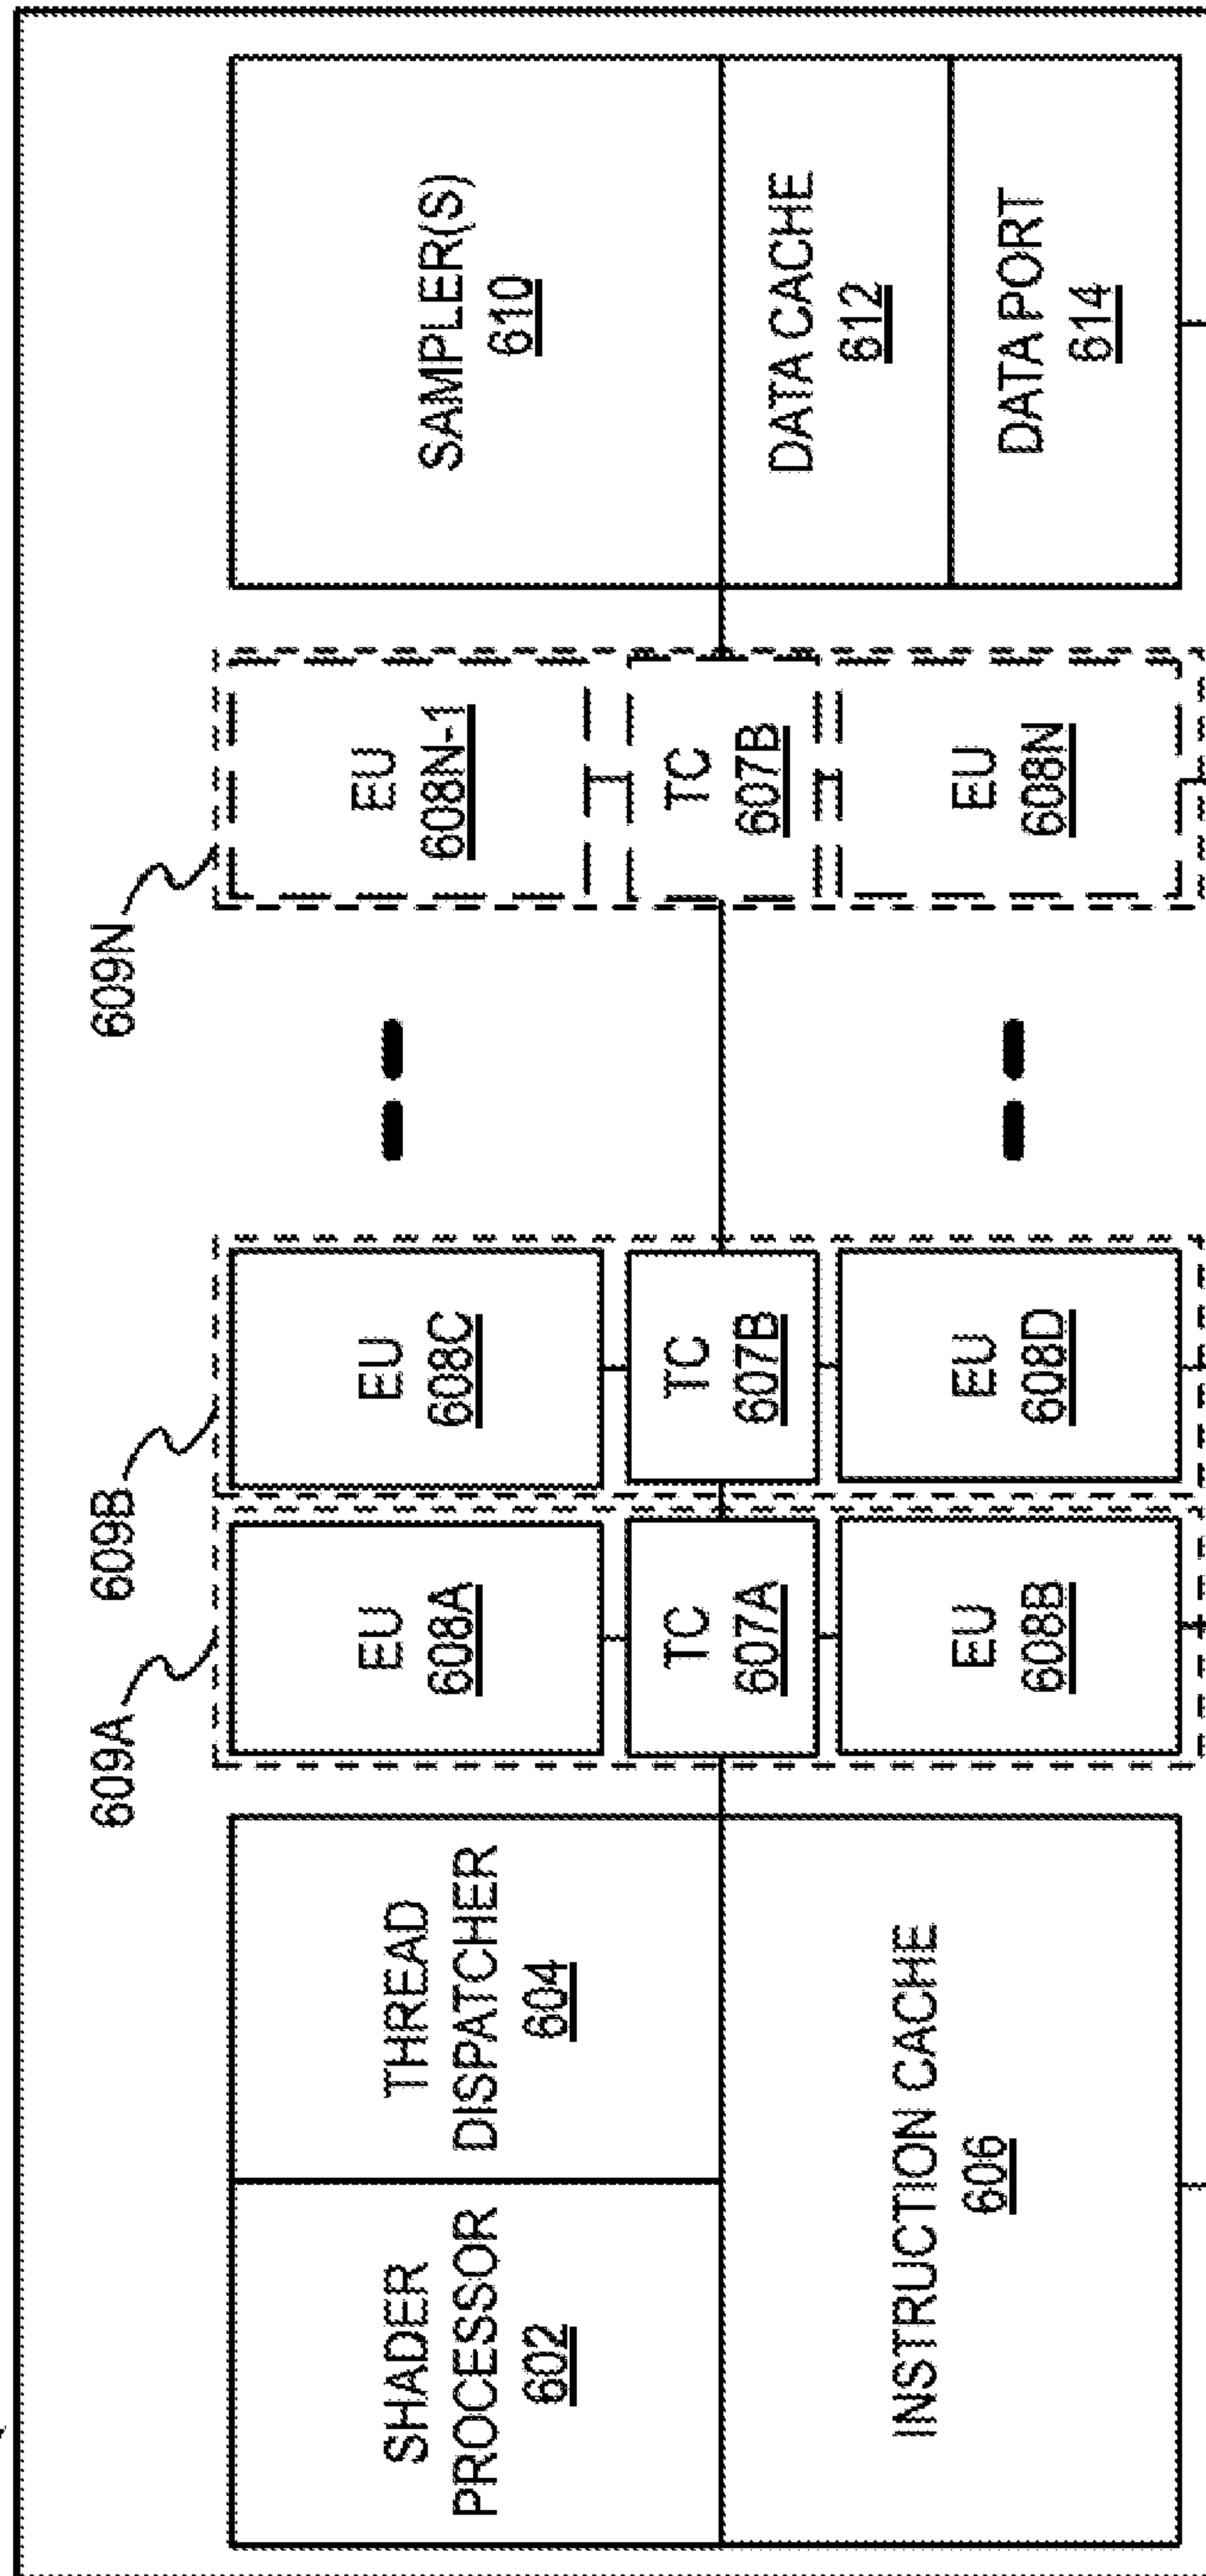 609A
609B
609N
SHADER
PROCESSOR
602
THREAD
DISPATCHER
604
INSTRUCTION CACHE
606
EU
608A
TC
607A
EU
608B
EU
608C
TC
607B
EU
608D
EU
608N-1
TC
607B
EU
608N
SAMPLER(S)
610
DATA CACHE
612
DATA PORT
614